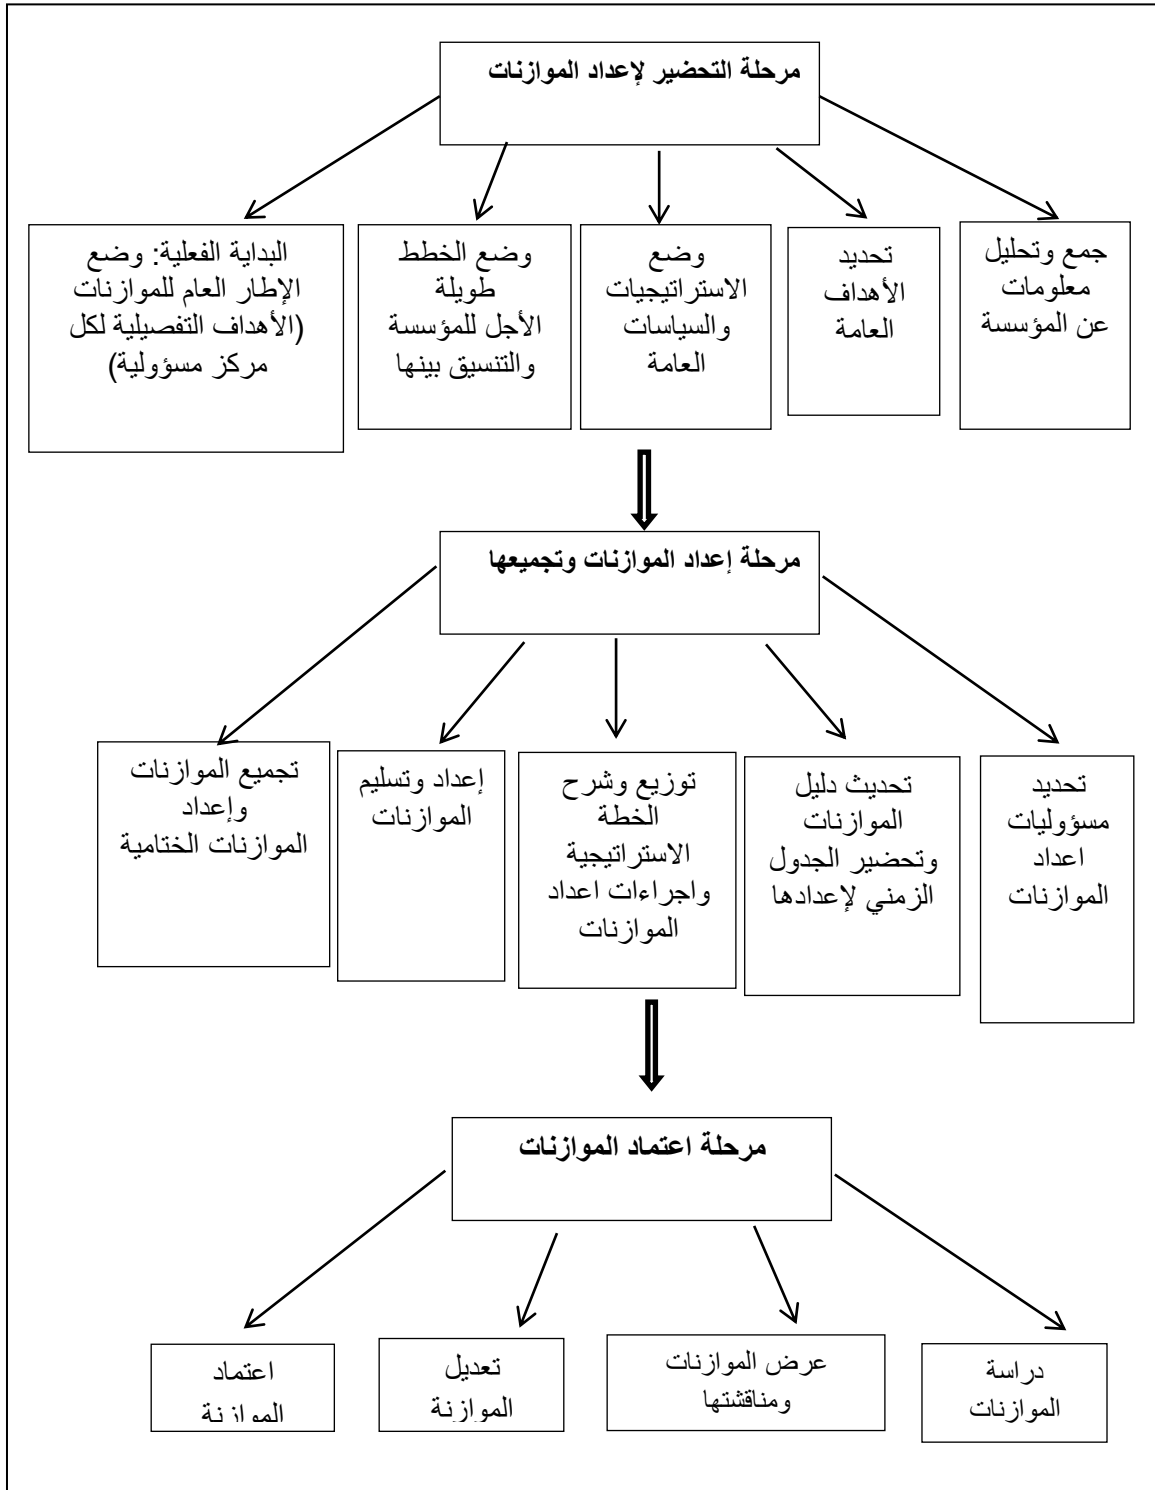 مرحلة التحضير لإعداد الموازنات
جمع وتحليل
معلومات
عن المؤسسة
تحديد
الأهداف
العامة
وضع
الاستراتيجيات
والسياسات
العامة
وضع الخطط
طويلة
الأجل للمؤسسة
والتنسيق بينها
البداية الفعلية: وضع
الإطار العام للموازنات
(الأهداف التفصيلية لكل
مركز مسؤولية)
مرحلة إعداد الموازنات وتجميعها
تحديد
مسؤوليات
اعداد
الموازنات
تحديث دليل
الموازنات
وتحضير الجدول
الزمني لإعدادها
توزيع وشرح
الخطة
الاستراتيجية
واجراءات اعداد
الموازنات
إعداد وتسليم
الموازنات
تجميع الموازنات
وإعداد
الموازنات الختامية
مرحلة اعتماد الموازنات
دراسة
الموازنات
عرض الموازنات
ومناقشتها
تعديل
الموازنة
اعتماد
الموازنة